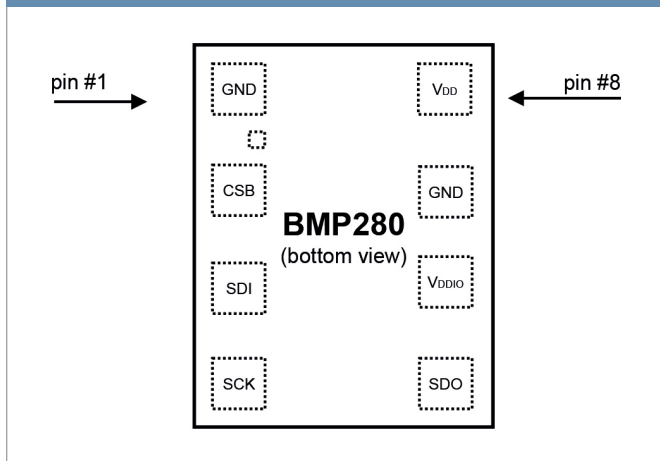 pin #1
GND
VDD
pin #8
CSB
GND
BMP280
(bottom view)
SDI
VDDIO
SCK
SDO